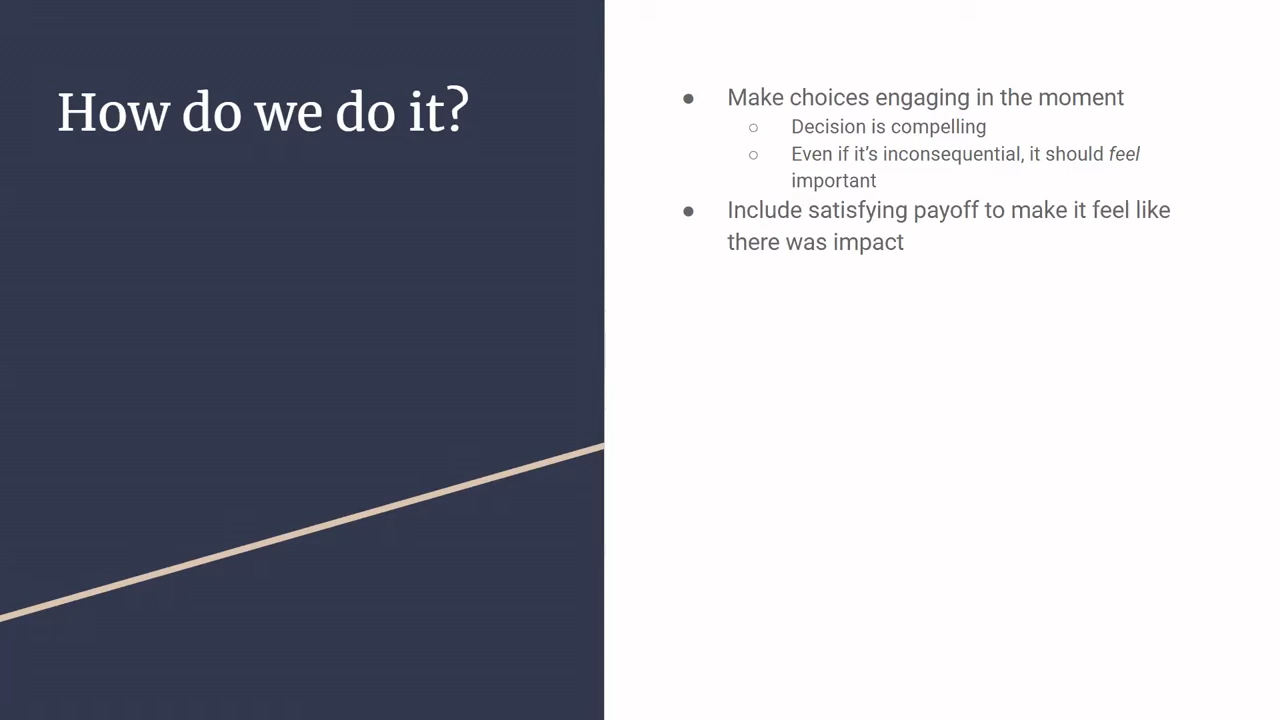 How do we do it?
● Make choices engaging in the moment
○ Decision is compelling
○ Even if it’s inconsequential, it should feel
important
● Include satisfying payoff to make it feel like
there was impact